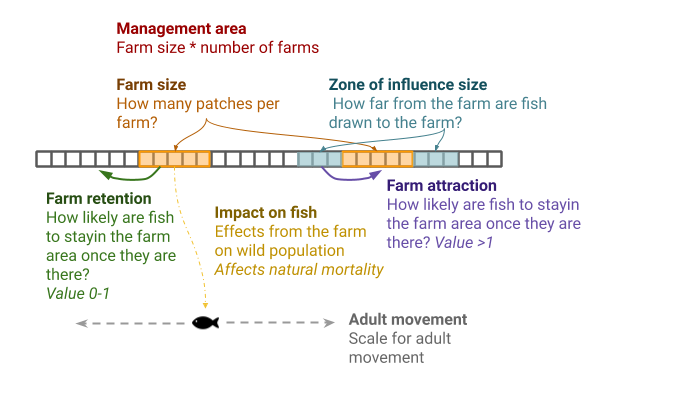 Management area
Farm size * number of farms
Farm size
How many patches per
farm?
Zone of influence size
How far from the farm are fish
drawn to the farm?
Farm retention
How likely are fish
to stayin the farm
area once they are
there?
Value 0-1
Impact on fish
Effects from the farm
on wild population
Affects natural mortality
Farm attraction
How likely are fish to stayin
the farm area once they are
there? Value >1
Adult movement
Scale for adult
movement